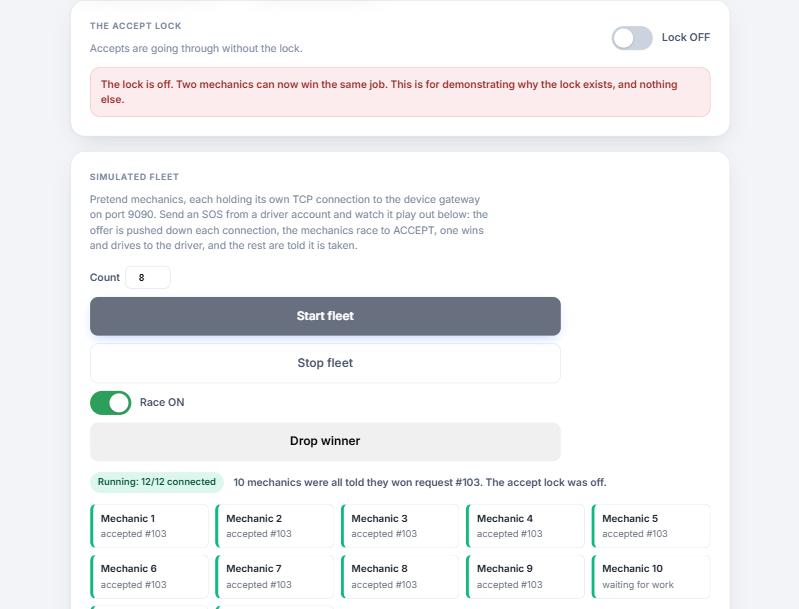 THE ACCEPT LOCK
Accepts are going through without the lock.
Lock OFF
The lock is off. Two mechanics can now win the same job. This is for demonstrating why the lock exists, and nothing
else.
SIMULATED FLEET
Pretend mechanics, each holding its own TCP connection to the device gateway
on port 9090. Send an SOS from a driver account and watch it play out below: the
offer is pushed down each connection, the mechanics race to ACCEPT, one wins
and drives to the driver, and the rest are told it is taken.
Count 8
Start fleet
Stop fleet
Race ON
Drop winner
Running: 12/12 connected 10 mechanics were all told they won request #103. The accept lock was off.
Mechanic 1 Mechanic 2 Mechanic 3 Mechanic 4 Mechanic 5
accepted #103 accepted #103 accepted #103 accepted #103 accepted #103
Mechanic 6 Mechanic 7 Mechanic 8 Mechanic 9 Mechanic 10
accepted #103 accepted #103 accepted #103 accepted #103 waiting for work